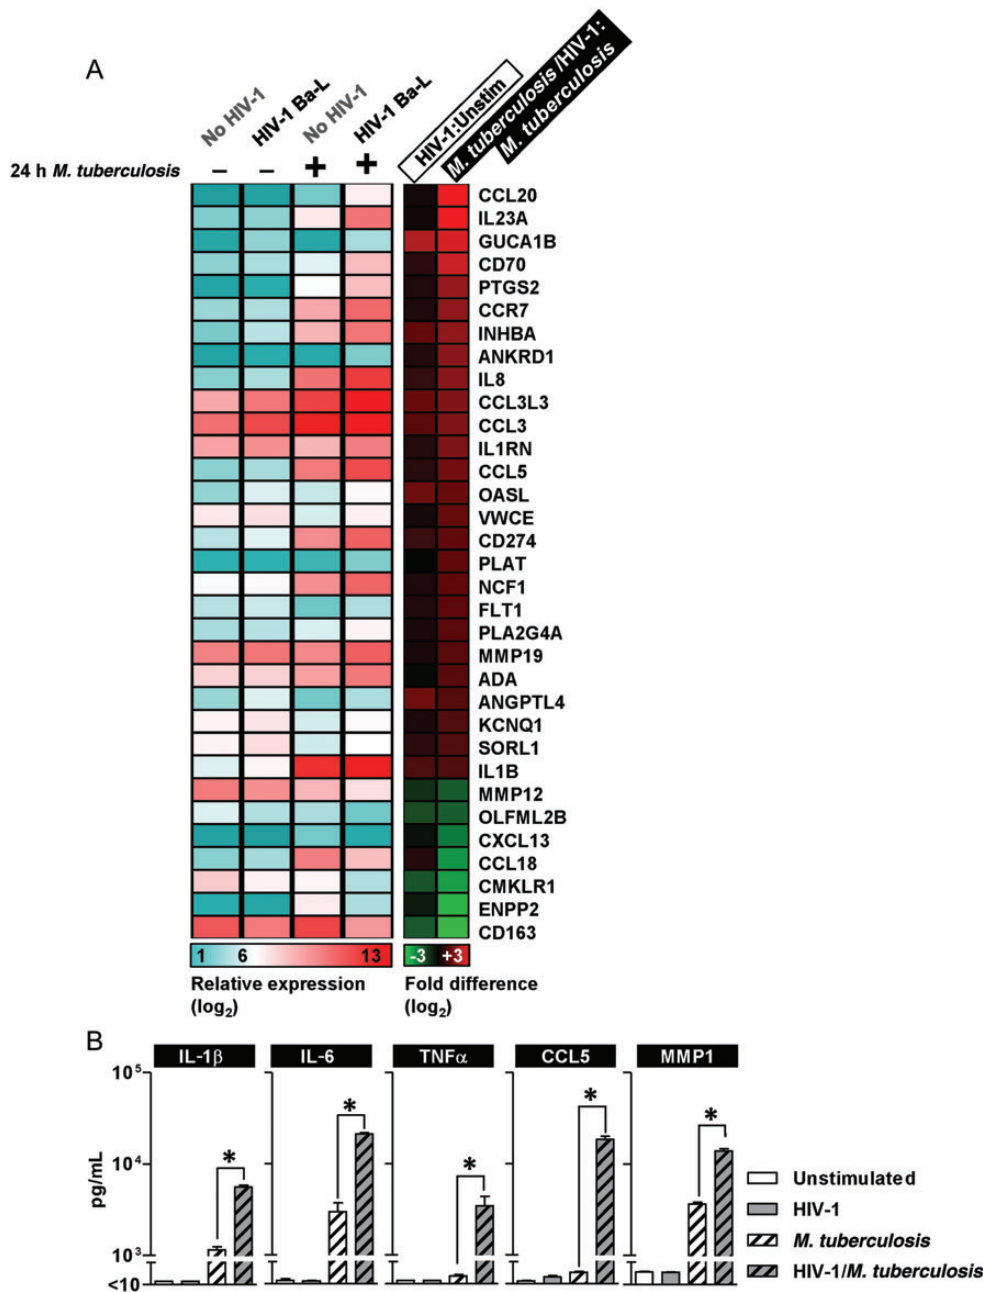 A
No HIV-1
HIV-1 Ba-L
No HIV-1
HIV-1 Ba-L
HIV-1:Unstim
M. tuberculosis/HIV-1:
M. tuberculosis
24 h M. tuberculosis − − + +
CCL20
IL23A
GUCA1B
CD70
PTGS2
CCR7
INHBA
ANKRD1
IL8
CCL3L3
CCL3
IL1RN
CCL5
OASL
VWCE
CD274
PLAT
NCF1
FLT1
PLA2G4A
MMP19
ADA
ANGPTL4
KCNQ1
SORL1
IL1B
MMP12
OLFML2B
CXCL13
CCL18
CMKLR1
ENPP2
CD163
1 6 13
-3 +3
Relative expression
(log₂)
Fold difference
(log₂)
B
IL-1β IL-6 TNFα CCL5 MMP1
10⁵
10⁴
10³
<10
pg/mL
* * * * *
Unstimulated
HIV-1
M. tuberculosis
HIV-1/M. tuberculosis